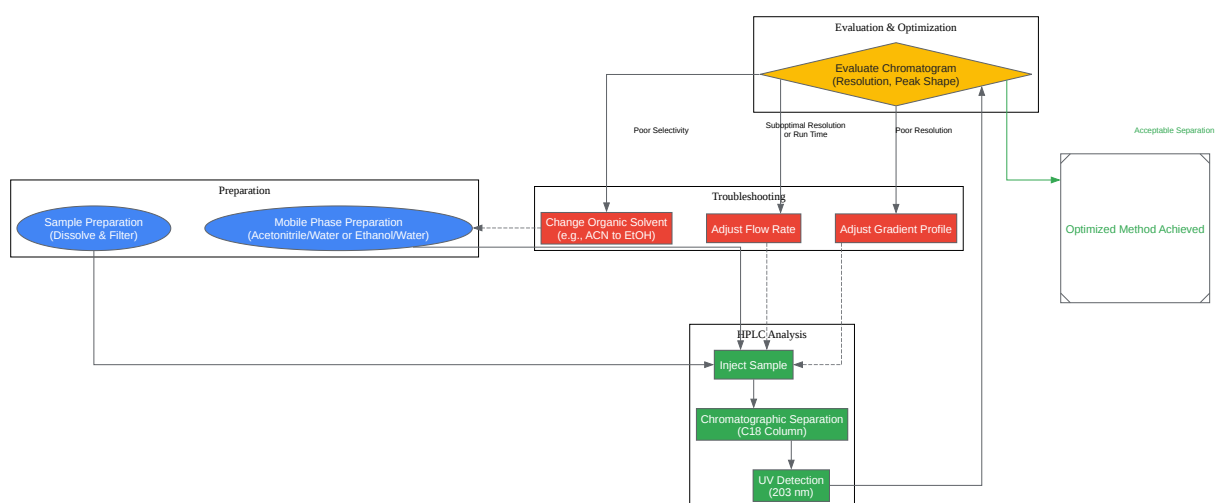 Evaluation & Optimization
Evaluate Chromatogram
(Resolution, Peak Shape)
Poor Selectivity
Suboptimal Resolution
or Run Time
Poor Resolution
Acceptable Separation
Preparation
Sample Preparation
(Dissolve & Filter)
Mobile Phase Preparation
(Acetonitrile/Water or Ethanol/Water)
Troubleshooting
Change Organic Solvent
(e.g., ACN to EtOH)
Adjust Flow Rate
Adjust Gradient Profile
Optimized Method Achieved
HPLC Analysis
Inject Sample
Chromatographic Separation
(C18 Column)
UV Detection
(203 nm)